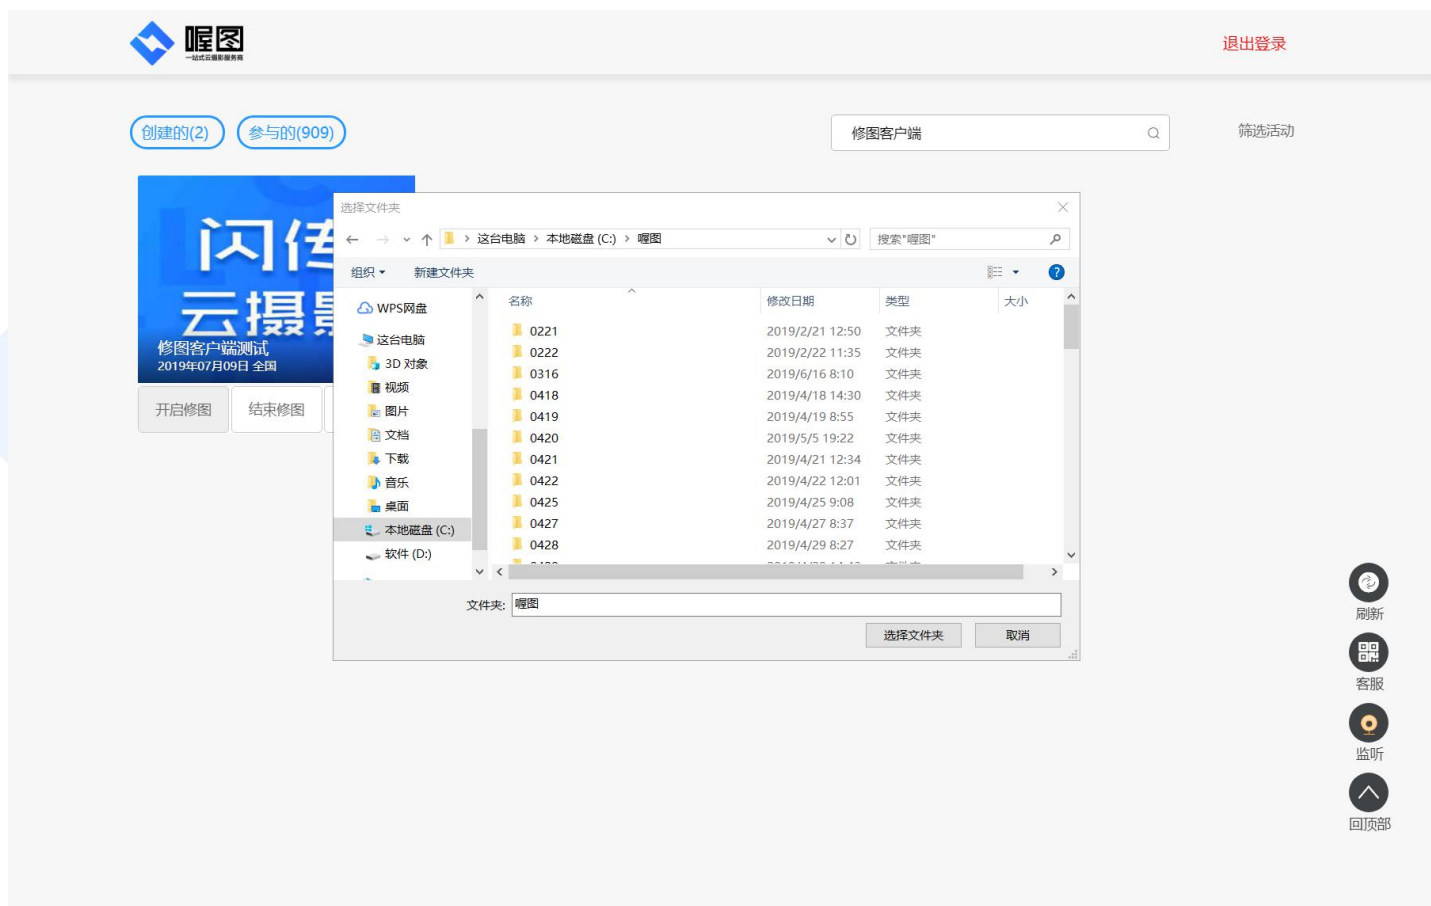 喔图
一站式云摄影服务商
退出登录
创建的(2)
参与的(909)
修图客户端
筛选活动
闪传
云摄
修图客户端测试
2019年07月09日 全国
开启修图
结束修图
选择文件夹
这台电脑 > 本地磁盘 (C:) > 喔图
搜索"喔图"
组织
新建文件夹
WPS网盘
这台电脑
3D 对象
视频
图片
文档
下载
音乐
桌面
本地磁盘 (C:)
软件 (D:)
名称 修改日期 类型 大小
0221 2019/2/21 12:50 文件夹
0222 2019/2/22 11:35 文件夹
0316 2019/6/16 8:10 文件夹
0418 2019/4/18 14:30 文件夹
0419 2019/4/19 8:55 文件夹
0420 2019/5/5 19:22 文件夹
0421 2019/4/21 12:34 文件夹
0422 2019/4/22 12:01 文件夹
0425 2019/4/25 9:08 文件夹
0427 2019/4/27 8:37 文件夹
0428 2019/4/29 8:27 文件夹
文件夹: 喔图
选择文件夹
取消
刷新
客服
监听
回顶部